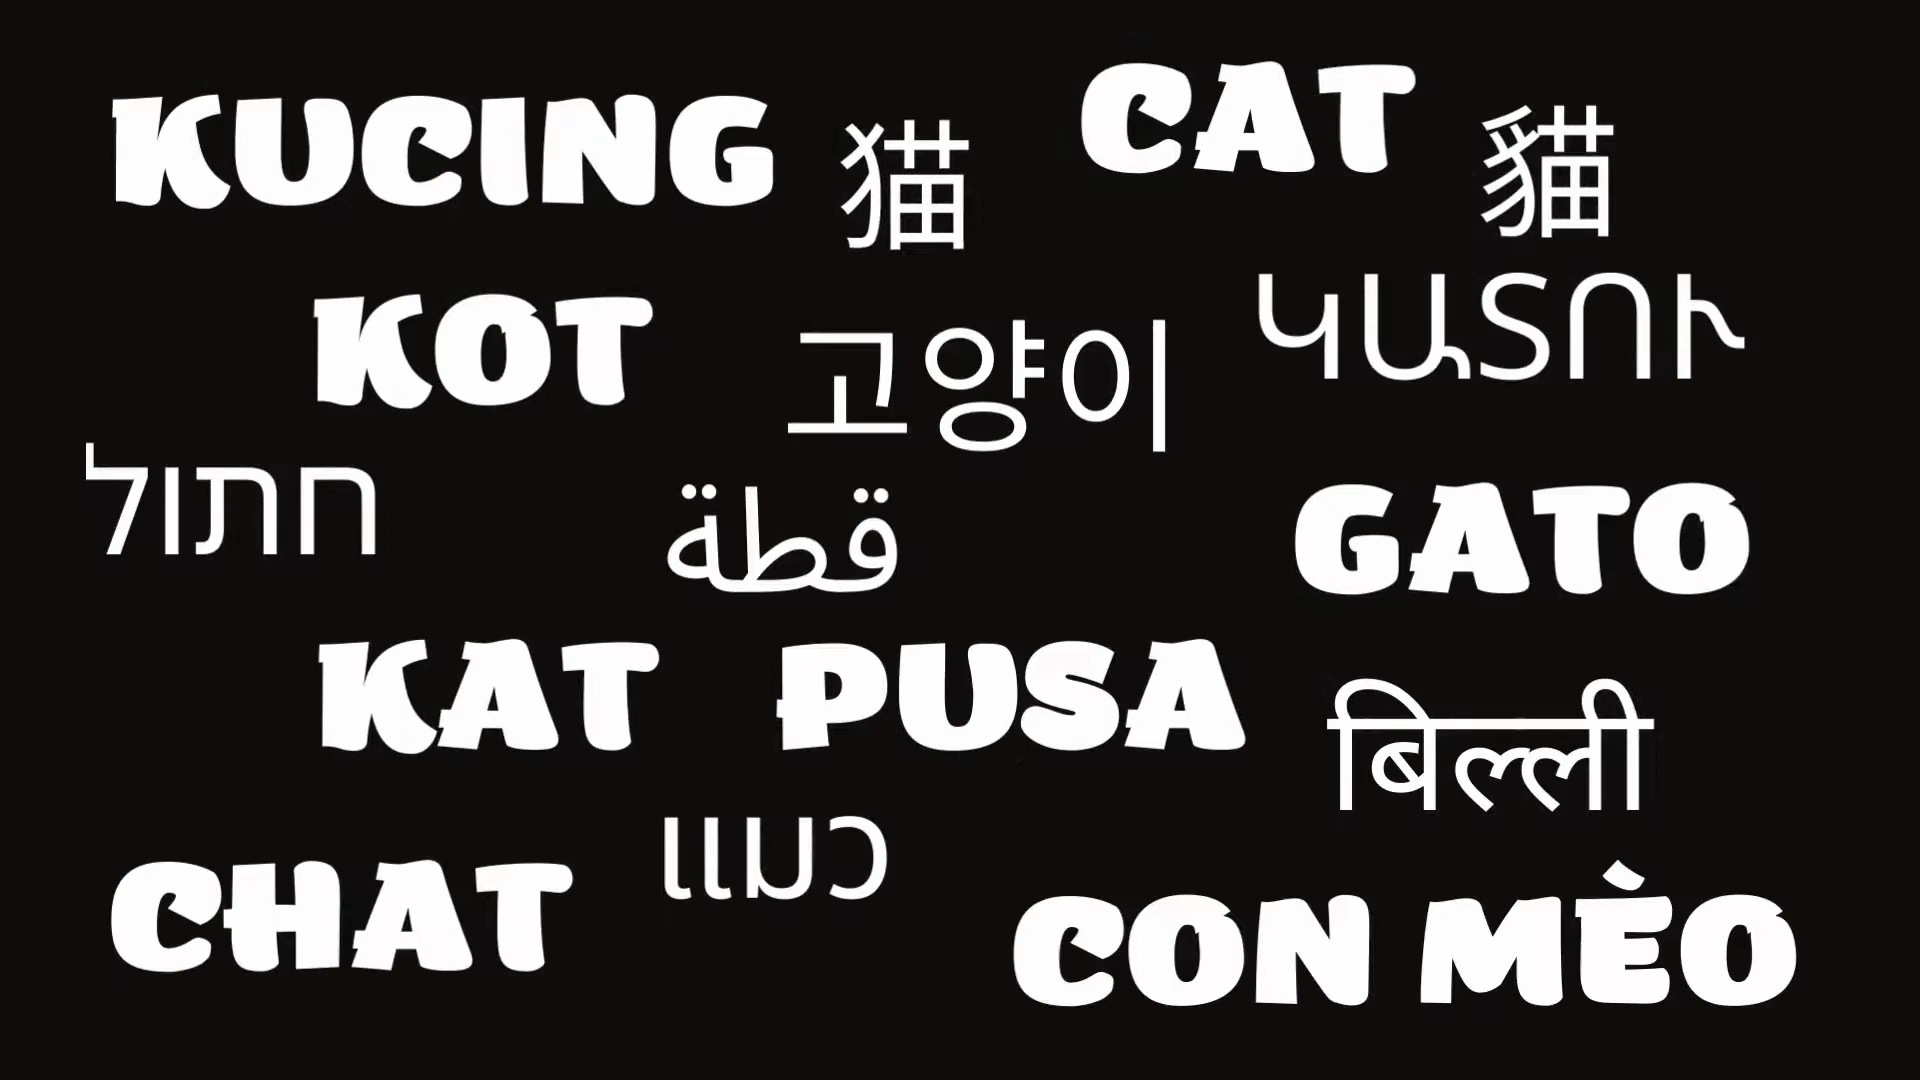 KUCING 猫 CAT 貓
KOT 고양이 կատու
חתול قطة GATO
KAT PUSA बिल्ली
CHAT แมว CON MÈO